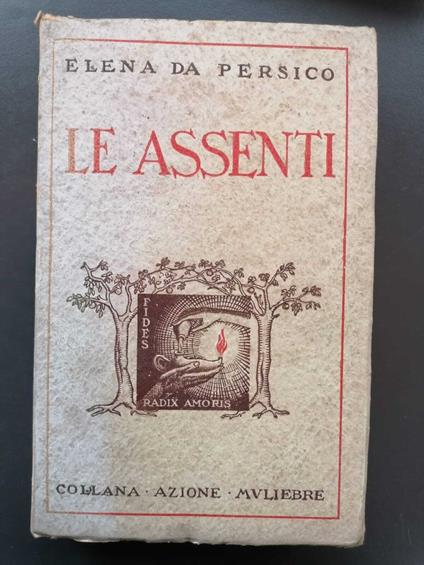 ELENA DA PERSICO
LE ASSENTI
FIDES
RADIX AMORIS
COLLANA · AZIONE · MVLIEBRE